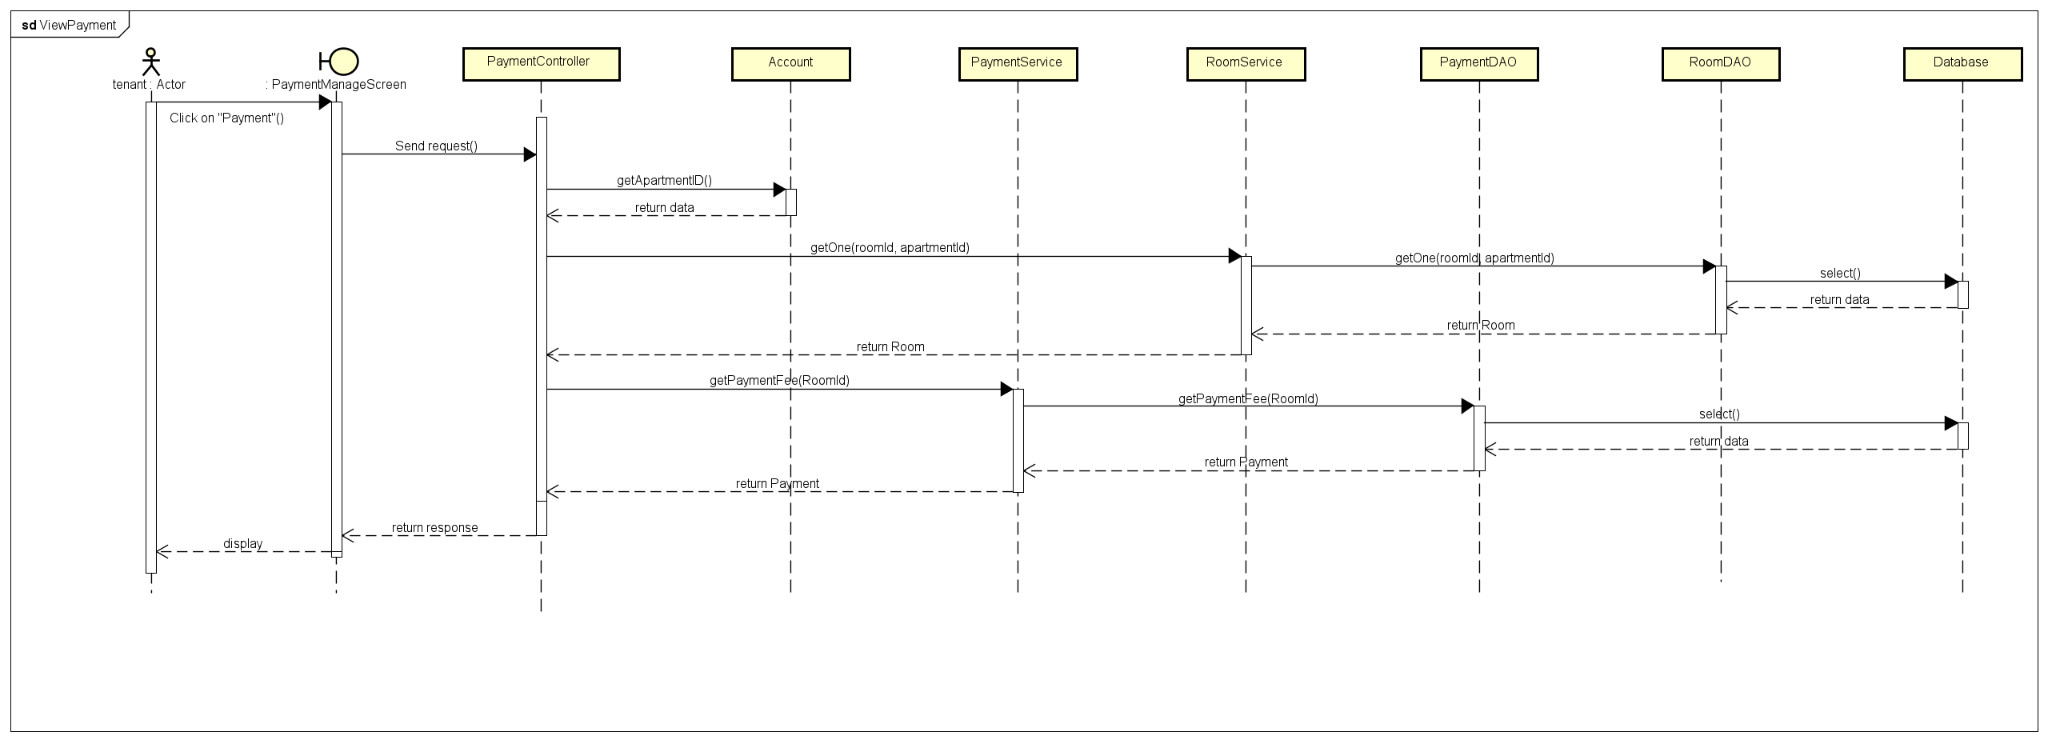 sd ViewPayment
tenant : Actor
: PaymentManageScreen
PaymentController
Account
PaymentService
RoomService
PaymentDAO
RoomDAO
Database
Click on "Payment"()
Send request()
getApartmentID()
return data
getOne(roomId, apartmentId)
getOne(roomId, apartmentId)
select()
return data
return Room
return Room
getPaymentFee(RoomId)
getPaymentFee(RoomId)
select()
return data
return Payment
return Payment
return response
display